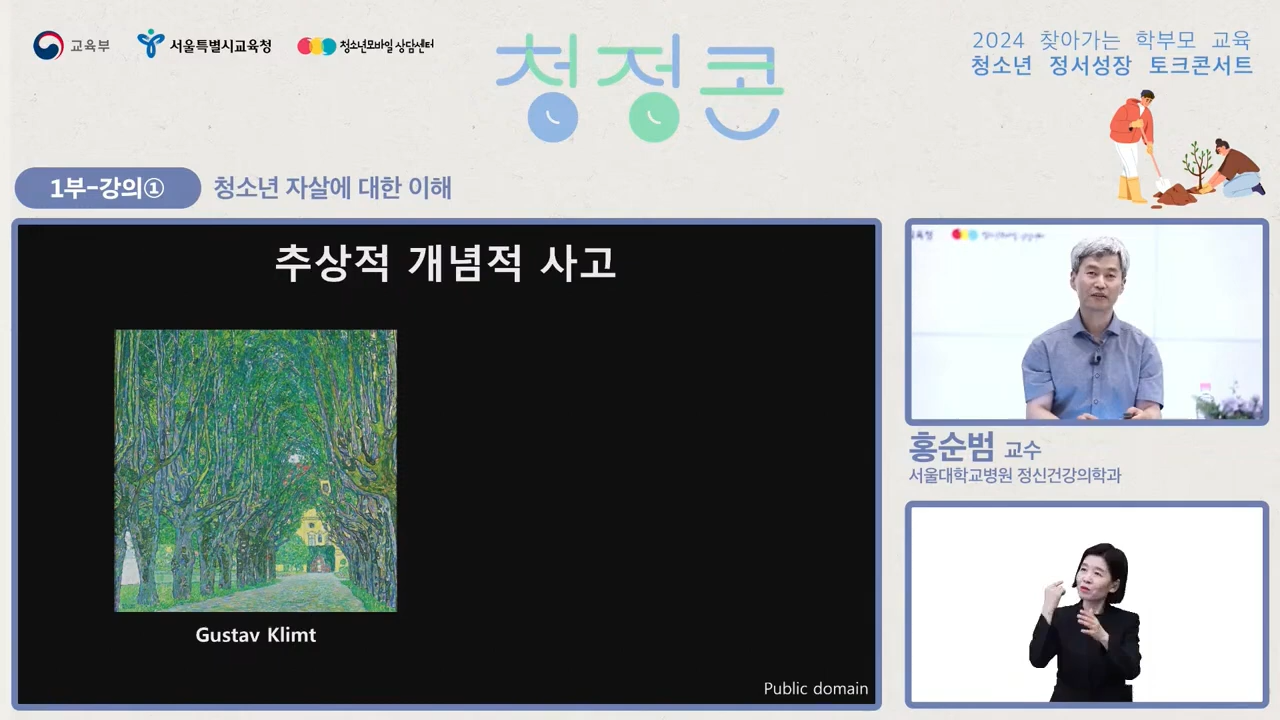 교육부
서울특별시교육청
청소년모바일 상담센터
청정콘
2024 찾아가는 학부모 교육
청소년 정서성장 토크콘서트
1부-강의①
청소년 자살에 대한 이해
추상적 개념적 사고
Gustav Klimt
Public domain
홍순범 교수
서울대학교병원 정신건강의학과